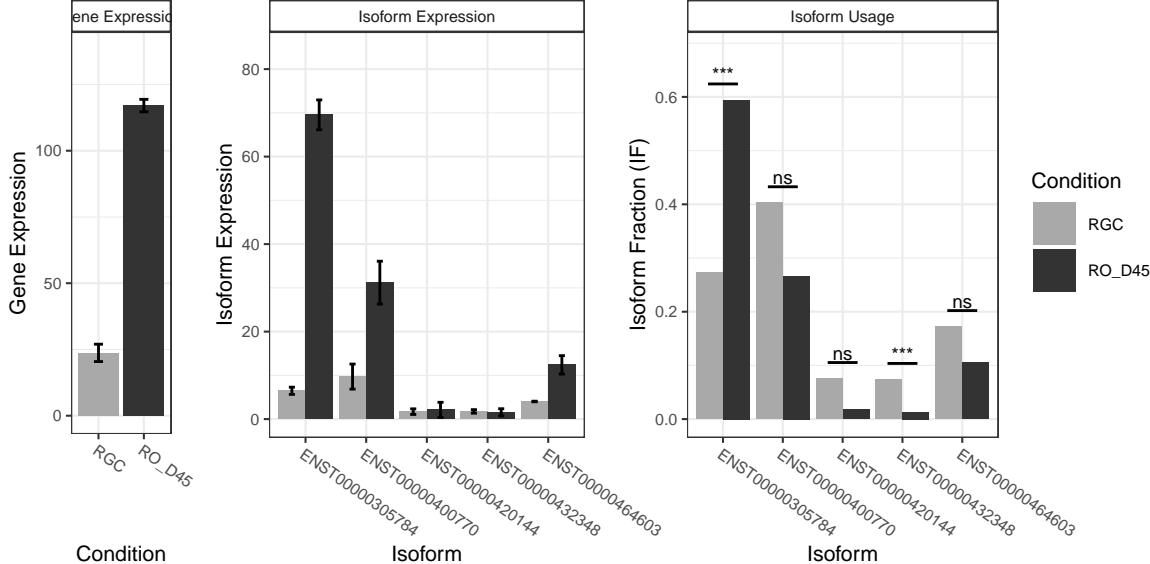 ene Expressio
Isoform Expression
Isoform Usage
Gene Expression
100
50
0
RGC
RO_D45
Condition
Isoform Expression
80
60
40
20
0
ENST00000305784
ENST00000400770
ENST00000420144
ENST00000432348
ENST00000464603
Isoform
Isoform Fraction (IF)
0.6
0.4
0.2
0.0
***
ns
ns
***
ns
ENST00000305784
ENST00000400770
ENST00000420144
ENST00000432348
ENST00000464603
Isoform
Condition
RGC
RO_D45